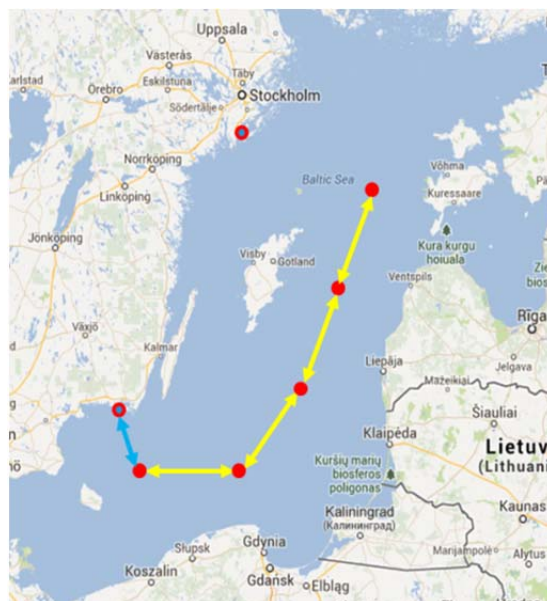 Uppsala
Västerås
Täby
Karlstad
Eskilstuna
Örebro
Stockholm
Södertälje
Norrköping
Linköping
Baltic Sea
Võhma
Kuressaare
Jönköping
Visby
Gotland
Kura kurgu
hoiuala
Ventspils
Rīga
Växjö
Kalmar
Liepāja
Jelgava
Mažeikiai
Šiauliai
Klaipėda
Kuršių marių
biosferos
poligonas
Lietuv
(Lithuani
Kaliningrad
(Калининград)
Kaunas
Gdynia
Marijampolė
Alytus
Słupsk
Koszalin
Gdańsk
Elbląg